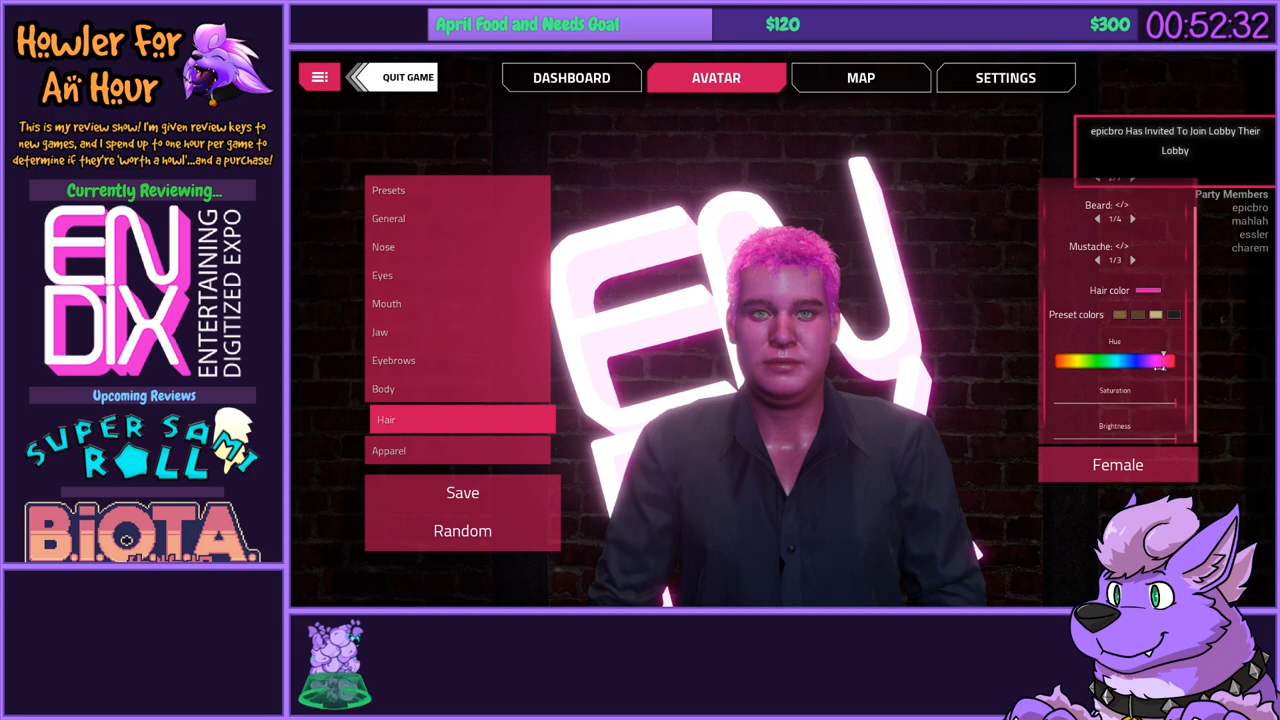 Howler For
An Hour
This is my review show! I'm given review keys to
new games, and I spend up to one hour per game to
determine if they're 'worth a howl'...and a purchase!
Currently Reviewing...
ENDIX
ENTERTAINING
DIGITIZED EXPO
Upcoming Reviews
SUPER SAMI
ROLL
B.i.OTA.
April Food and Needs Goal
$120
$300
00:52:32
QUIT GAME
DASHBOARD
AVATAR
MAP
SETTINGS
epicbro Has Invited To Join Lobby Their
Lobby
Party Members
epicbro
mahlah
essler
charem
Presets
General
Nose
Eyes
Mouth
Jaw
Eyebrows
Body
Hair
Apparel
Save
Random
EN
Beard: </>
1/4
Mustache: </>
1/3
Hair color
Preset colors
Hue
Saturation
Brightness
Female